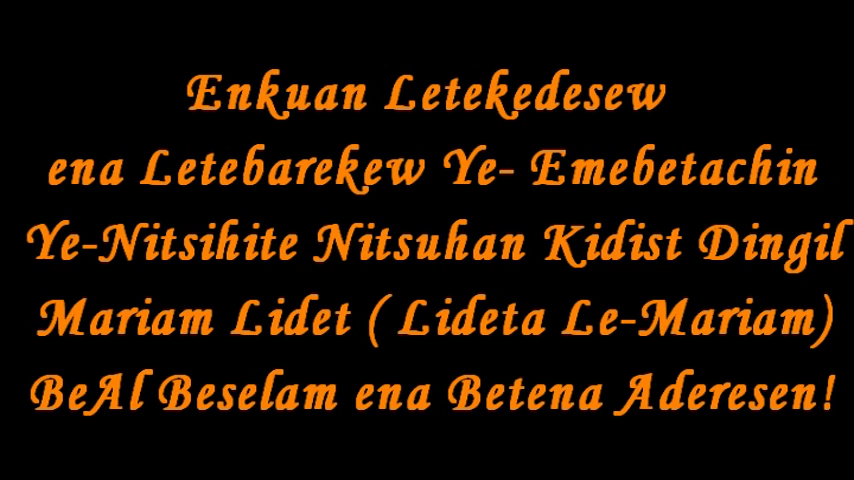 Enkuan Letekedesew
ena Letebarekew Ye- Emebetachin
Ye-Nitsihite Nitsuhan Kidist Dingil
Mariam Lidet ( Lideta Le-Mariam)
BeAl Beselam ena Betena Aderesen!